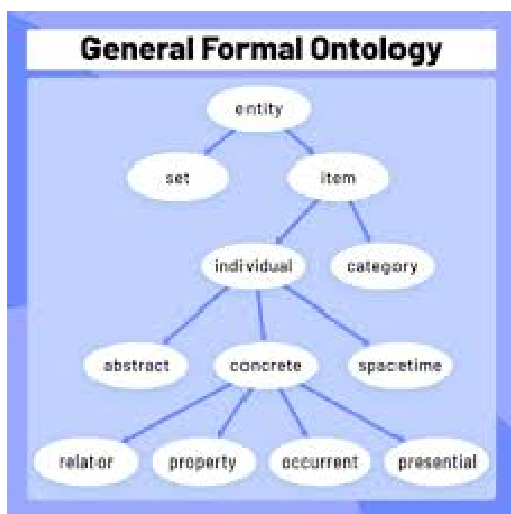 General Formal Ontology
entity
set item
individual category
abstract concrete spacetime
relator property occurrent presential